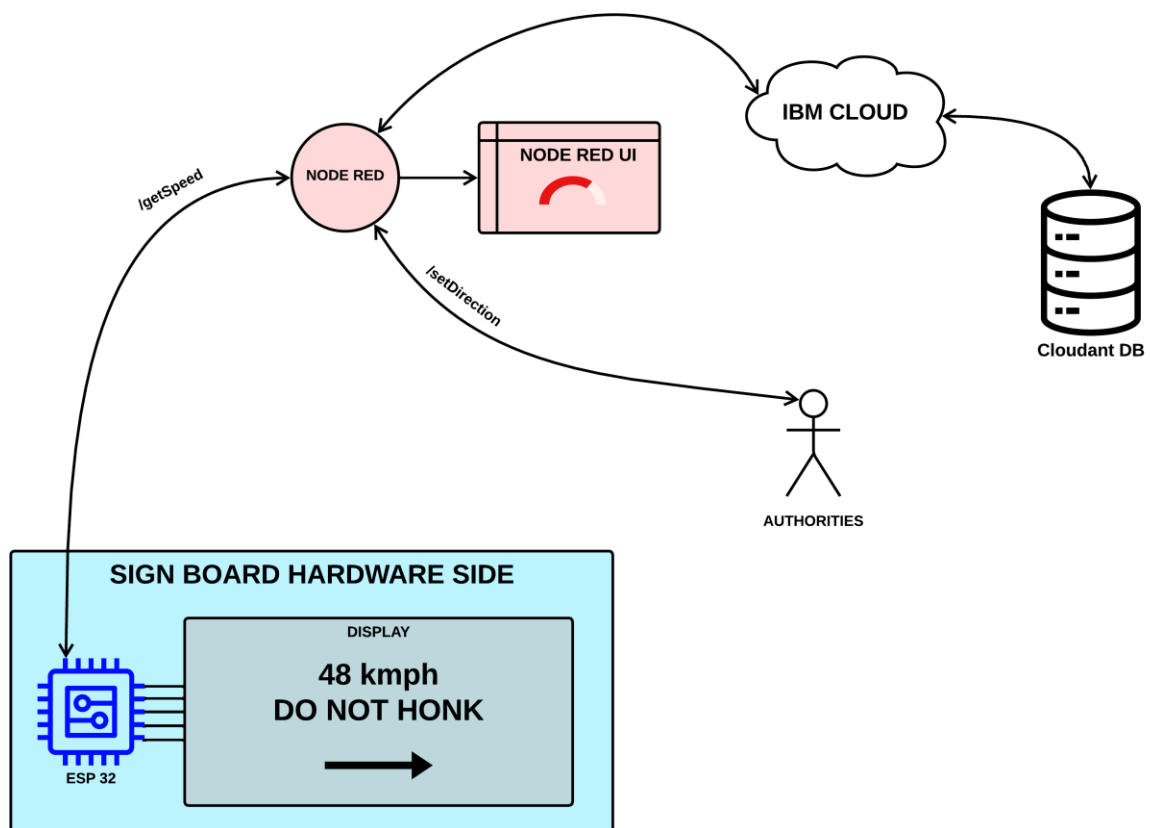 IBM CLOUD
NODE RED UI
NODE RED
/getSpeed
/setDirection
Cloudant DB
AUTHORITIES
SIGN BOARD HARDWARE SIDE
DISPLAY
48 kmph
DO NOT HONK
ESP 32